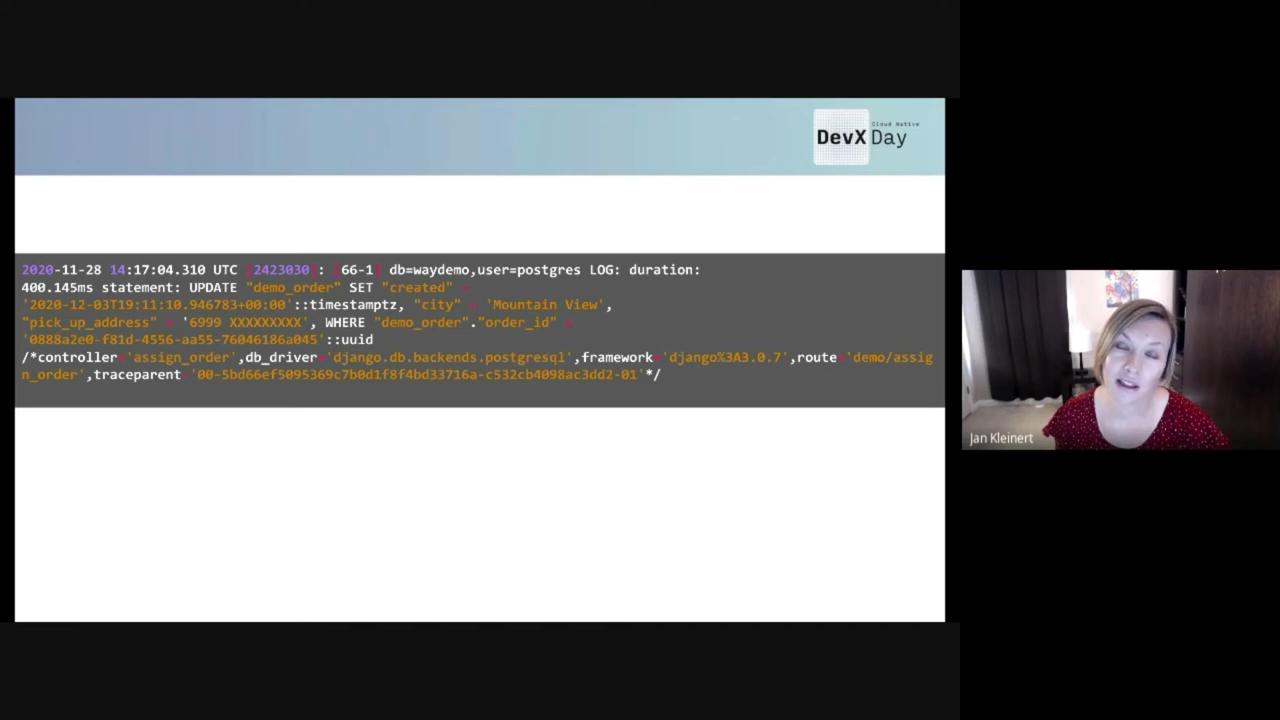 Cloud Native
DevX Day
2020-11-28 14:17:04.310 UTC [2423030]: [66-1] db=waydemo,user=postgres LOG: duration:
400.145ms statement: UPDATE "demo_order" SET "created" =
'2020-12-03T19:11:10.946783+00:00'::timestamptz, "city" = 'Mountain View',
"pick_up_address" = '6999 XXXXXXXXX', WHERE "demo_order"."order_id" =
'0888a2e0-f81d-4556-aa55-76046186a045'::uuid
/*controller='assign_order',db_driver='django.db.backends.postgresql',framework='django%3A3.0.7',route='demo/assig
n_order',traceparent='00-5bd66ef5095369c7b0d1f8f4bd33716a-c532cb4098ac3dd2-01'*/
Jan Kleinert